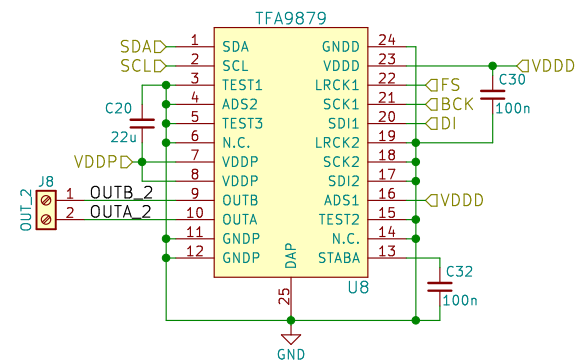 TFA9879
SDA 1 SDA GNDD 24
SCL 2 SCL VDDD 23 VDDD
3 TEST1 LRCK1 22 FS C30
C20 4 ADS2 SCK1 21 BCK 100n
22u 5 TEST3 SDI1 20 DI
6 N.C. LRCK2 19
VDDP 7 VDDP SCK2 18
8 VDDP SDI2 17
J8 1 OUTB_2 9 OUTB ADS1 16 VDDD
OUT_2 2 OUTA_2 10 OUTA TEST2 15
11 GNDP N.C. 14
12 GNDP STABA 13
DAP C32
25 U8 100n
GND